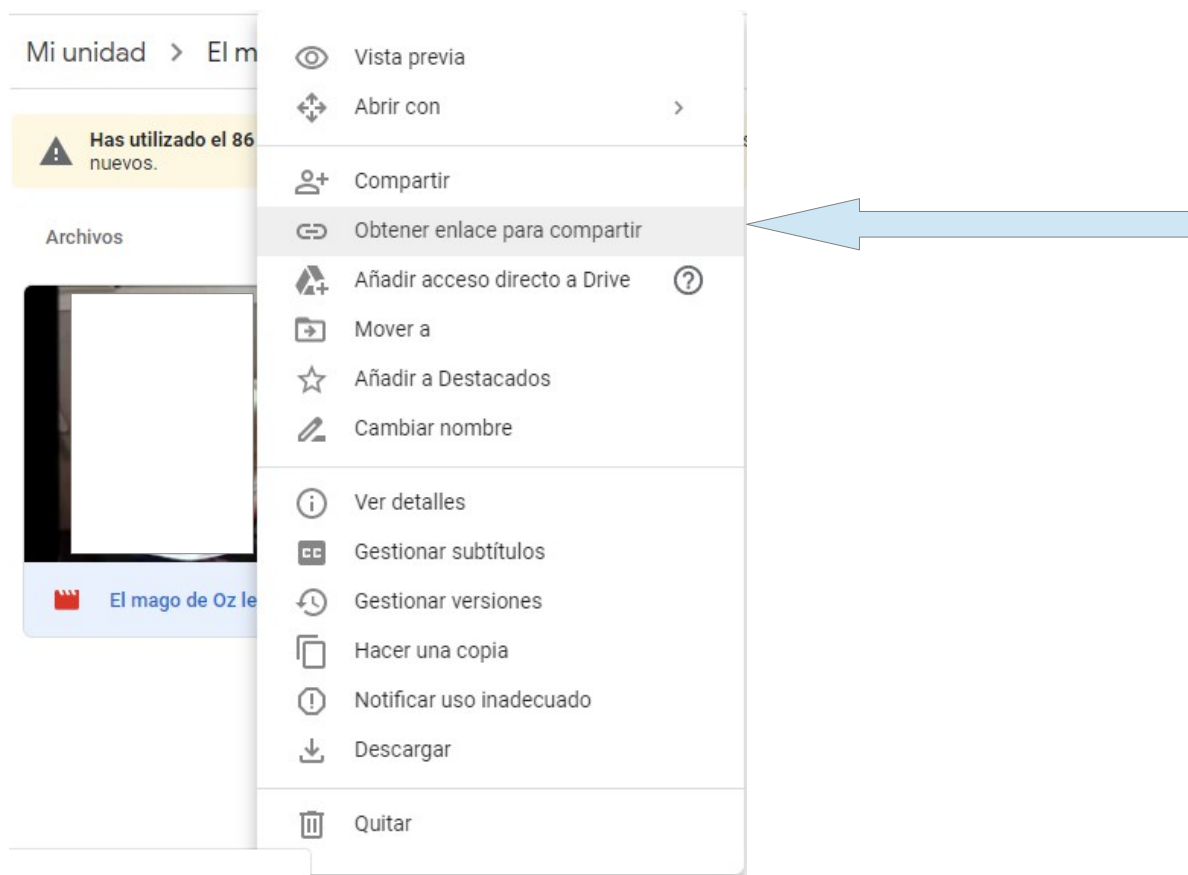 Mi unidad > El m
Has utilizado el 86
nuevos.
Archivos
El mago de Oz le
Vista previa
Abrir con
Compartir
Obtener enlace para compartir
Añadir acceso directo a Drive
Mover a
Añadir a Destacados
Cambiar nombre
Ver detalles
CC Gestionar subtítulos
Gestionar versiones
Hacer una copia
Notificar uso inadecuado
Descargar
Quitar